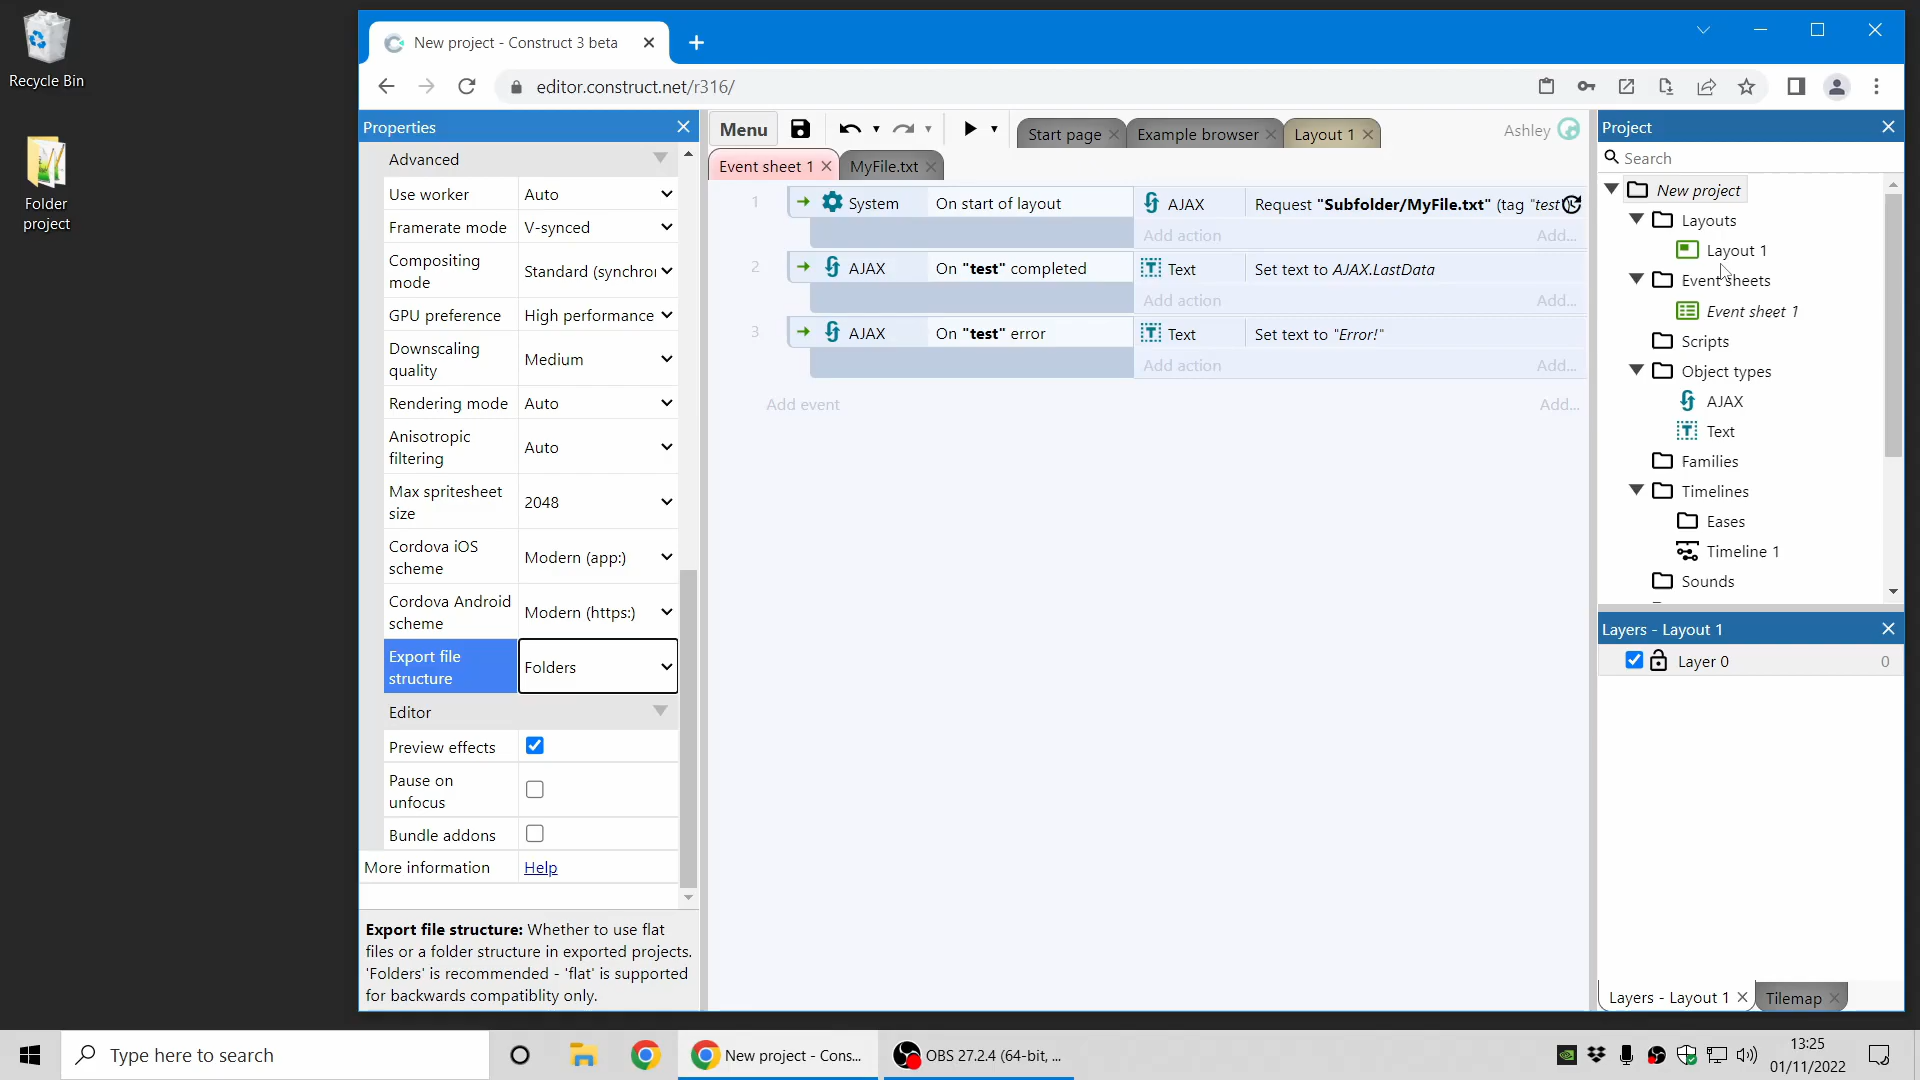 Recycle Bin
Folder
project
New project - Construct 3 beta
editor.construct.net/r316/
Properties
Advanced
Use worker Auto
Framerate mode V-synced
Compositing
mode
Standard (synchror
GPU preference High performance
Downscaling
quality
Medium
Rendering mode Auto
Anisotropic
filtering
Auto
Max spritesheet
size
2048
Cordova iOS
scheme
Modern (app:)
Cordova Android
scheme
Modern (https:)
Export file
structure
Folders
Editor
Preview effects
Pause on
unfocus
Bundle addons
More information Help
Export file structure: Whether to use flat
files or a folder structure in exported projects.
'Folders' is recommended - 'flat' is supported
for backwards compatiblity only.
Menu
Start page
Example browser
Layout 1
Ashley
Event sheet 1
MyFile.txt
1 System On start of layout AJAX Request "Subfolder/MyFile.txt" (tag "test
Add action Add...
2 AJAX On "test" completed Text Set text to AJAX.LastData
Add action Add...
3 AJAX On "test" error Text Set text to "Error!"
Add action Add...
Add event Add...
Project
Search
New project
Layouts
Layout 1
Event sheets
Event sheet 1
Scripts
Object types
AJAX
Text
Families
Timelines
Eases
Timeline 1
Sounds
Layers - Layout 1
Layer 0 0
Layers - Layout 1
Tilemap
Type here to search
New project - Cons...
OBS 27.2.4 (64-bit, ...
13:25
01/11/2022